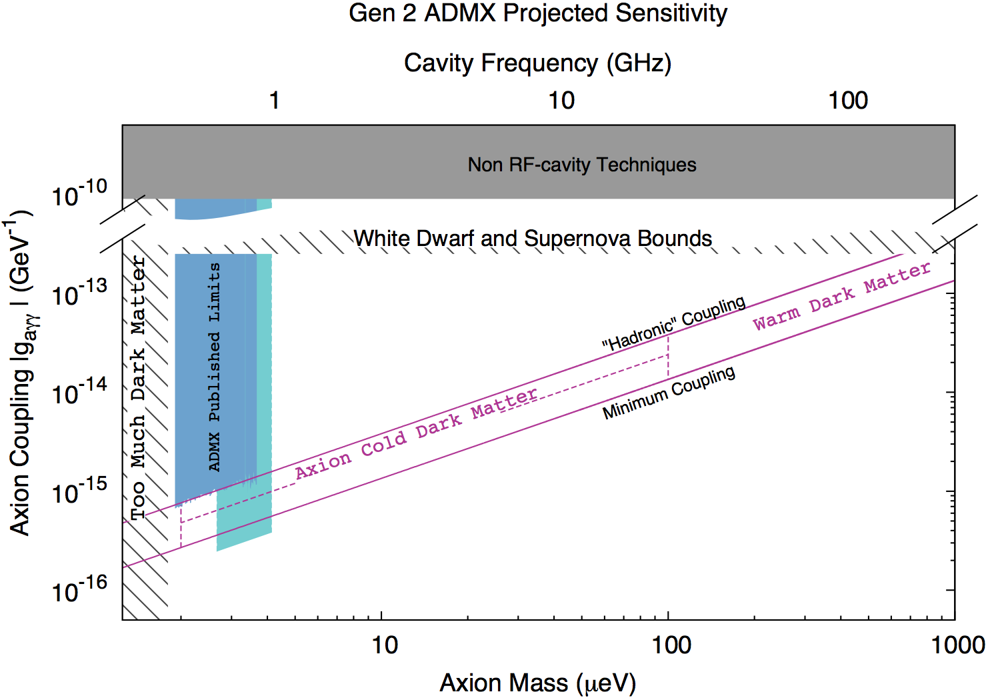 Gen 2 ADMX Projected Sensitivity
Cavity Frequency (GHz)
1 10 100
Non RF-cavity Techniques
10-10
White Dwarf and Supernova Bounds
10-13
10-14
10-15
10-16
Axion Coupling |gaγγ | (GeV-1)
Too Much Dark Matter
ADMX Published Limits
"Hadronic" Coupling
Warm Dark Matter
Axion Cold Dark Matter
Minimum Coupling
10 100 1000
Axion Mass (μeV)